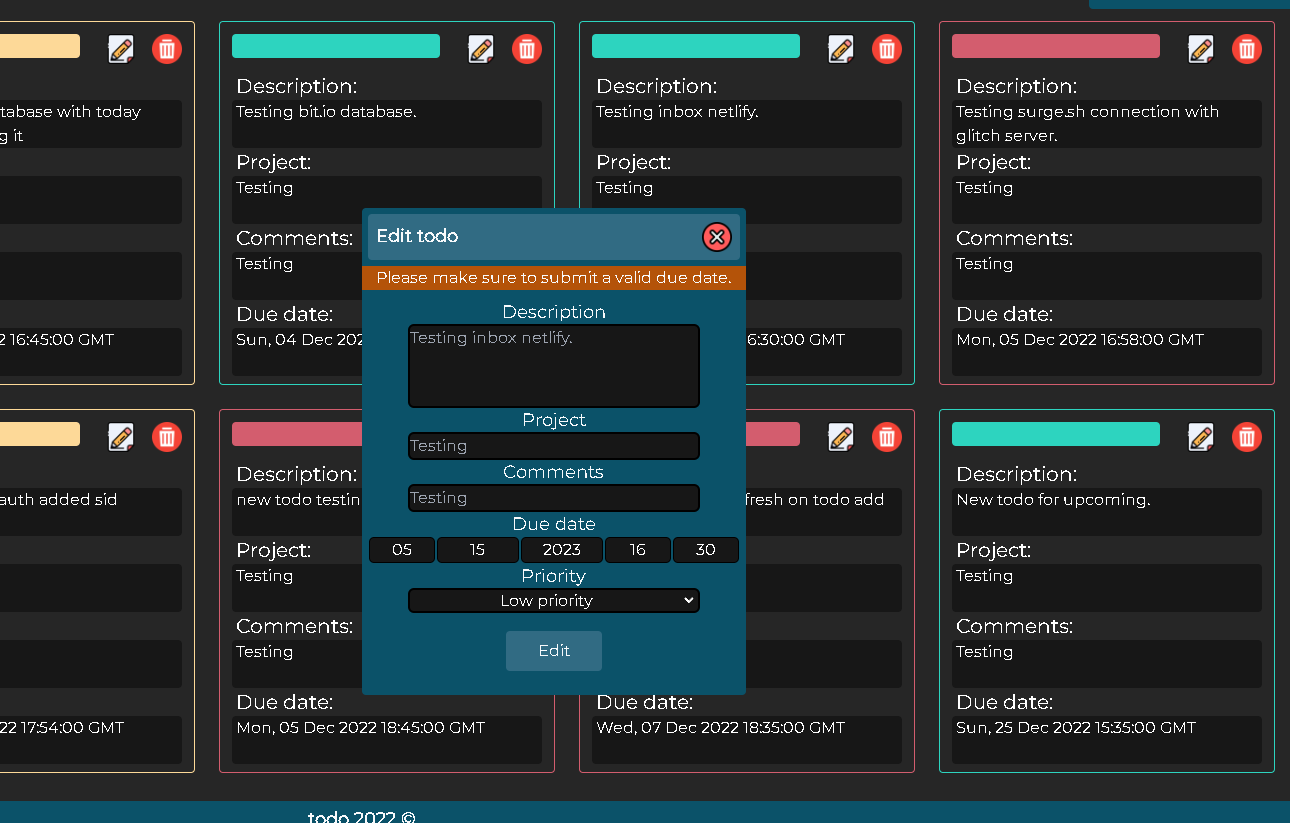 Description:
Description:
Description:
tabase with today
g it
Testing bit.io database.
Testing inbox netlify.
Testing surge.sh connection with
glitch server.
Project:
Project:
Project:
Testing
Testing
Testing
Comments:
Comments:
Testing
Testing
Due date:
Due date:
2 16:45:00 GMT
Sun, 04 Dec 202
6:30:00 GMT
Mon, 05 Dec 2022 16:58:00 GMT
Edit todo
Please make sure to submit a valid due date.
Description
Testing inbox netlify.
Project
Testing
Comments
Testing
Due date
05 15 2023 16 30
Priority
Low priority
Edit
Description:
Description:
auth added sid
new todo testin
fresh on todo add
New todo for upcoming.
Project:
Project:
Testing
Testing
Comments:
Comments:
Testing
Testing
Due date:
Due date:
Due date:
22 17:54:00 GMT
Mon, 05 Dec 2022 18:45:00 GMT
Wed, 07 Dec 2022 18:35:00 GMT
Sun, 25 Dec 2022 15:35:00 GMT
todo 2022 ©